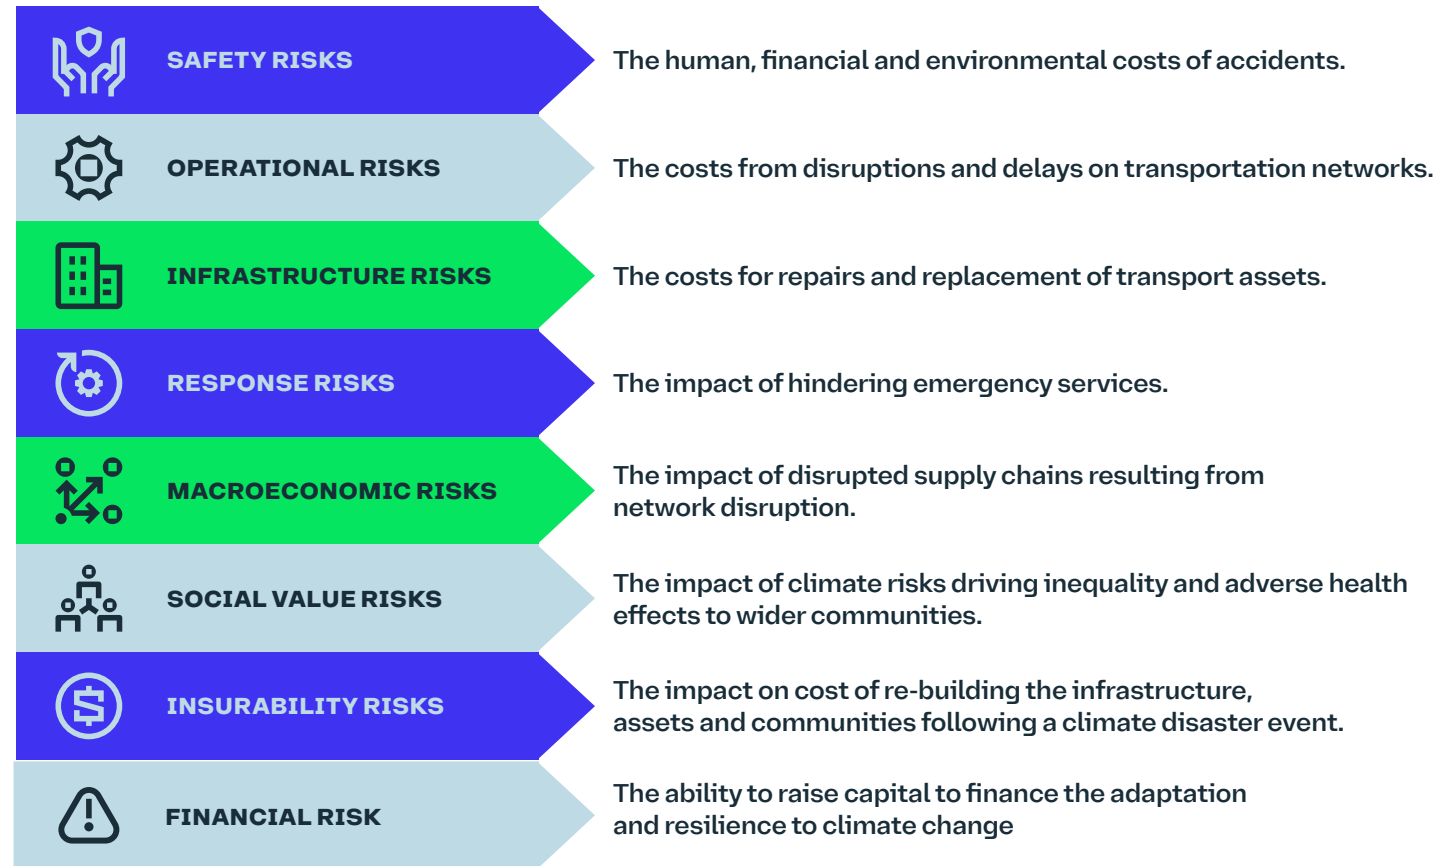 SAFETY RISKS
The human, financial and environmental costs of accidents.
OPERATIONAL RISKS
The costs from disruptions and delays on transportation networks.
INFRASTRUCTURE RISKS
The costs for repairs and replacement of transport assets.
RESPONSE RISKS
The impact of hindering emergency services.
MACROECONOMIC RISKS
The impact of disrupted supply chains resulting from
network disruption.
SOCIAL VALUE RISKS
The impact of climate risks driving inequality and adverse health
effects to wider communities.
INSURABILITY RISKS
The impact on cost of re-building the infrastructure,
assets and communities following a climate disaster event.
FINANCIAL RISK
The ability to raise capital to finance the adaptation
and resilience to climate change